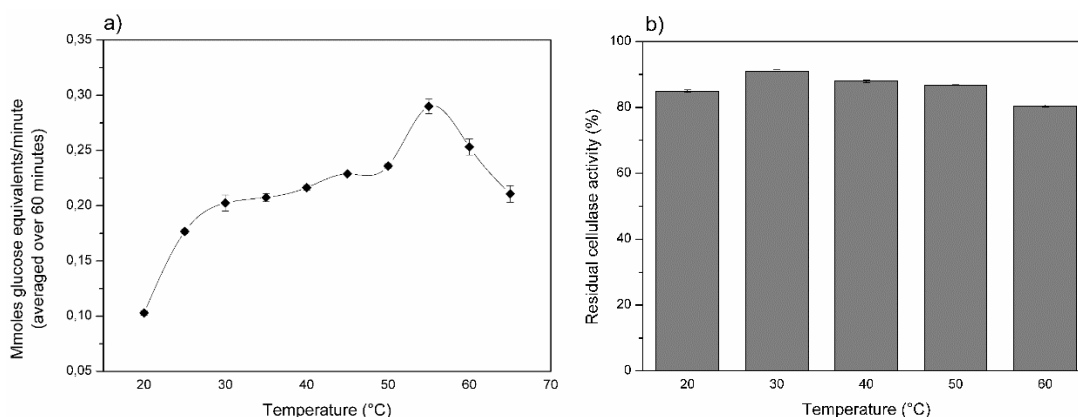 a)
Mmoles glucose equivalents/minute
(averaged over 60 minutes)
0,35
0,30
0,25
0,20
0,15
0,10
0,05
20 30 40 50 60 70
Temperature (°C)
b)
Residual cellulase activity (%)
100
80
60
40
20
0
20 30 40 50 60
Temperature (°C)